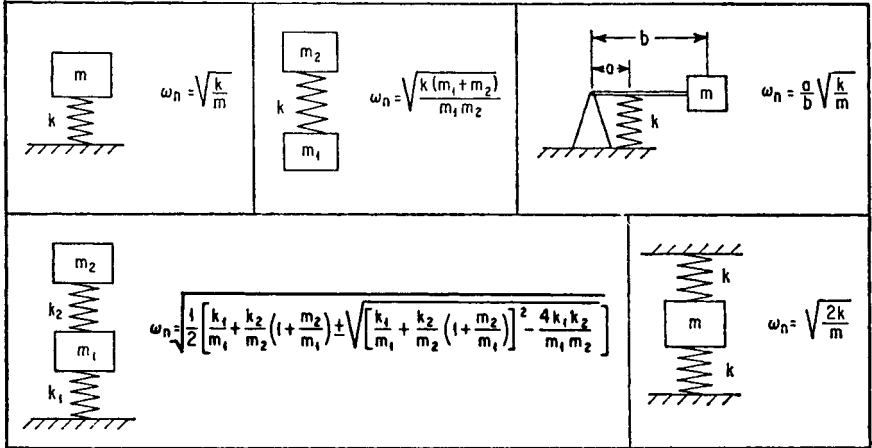 m
k
ωn = √(k/m)
m2
k
m1
ωn = √(k(m1+m2)/(m1m2))
b
a
m
k
ωn = a/b √(k/m)
m2
k2
m1
k1
ωn = √(1/2 [k1/m1 + k2/m2 (1 + m2/m1) ± √([k1/m1 + k2/m2 (1 + m2/m1)]² − 4k1k2/(m1m2))])
k
m
k
ωn = √(2k/m)